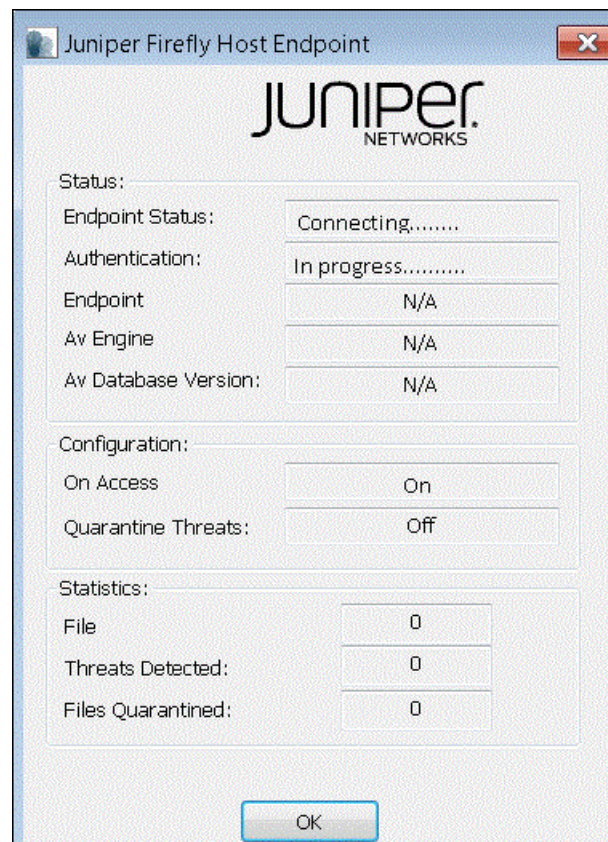 Juniper Firefly Host Endpoint
JUNIPER
NETWORKS
Status:
Endpoint Status: Connecting........
Authentication: In progress..........
Endpoint N/A
Av Engine N/A
Av Database Version: N/A
Configuration:
On Access On
Quarantine Threats: Off
Statistics:
File 0
Threats Detected: 0
Files Quarantined: 0
OK